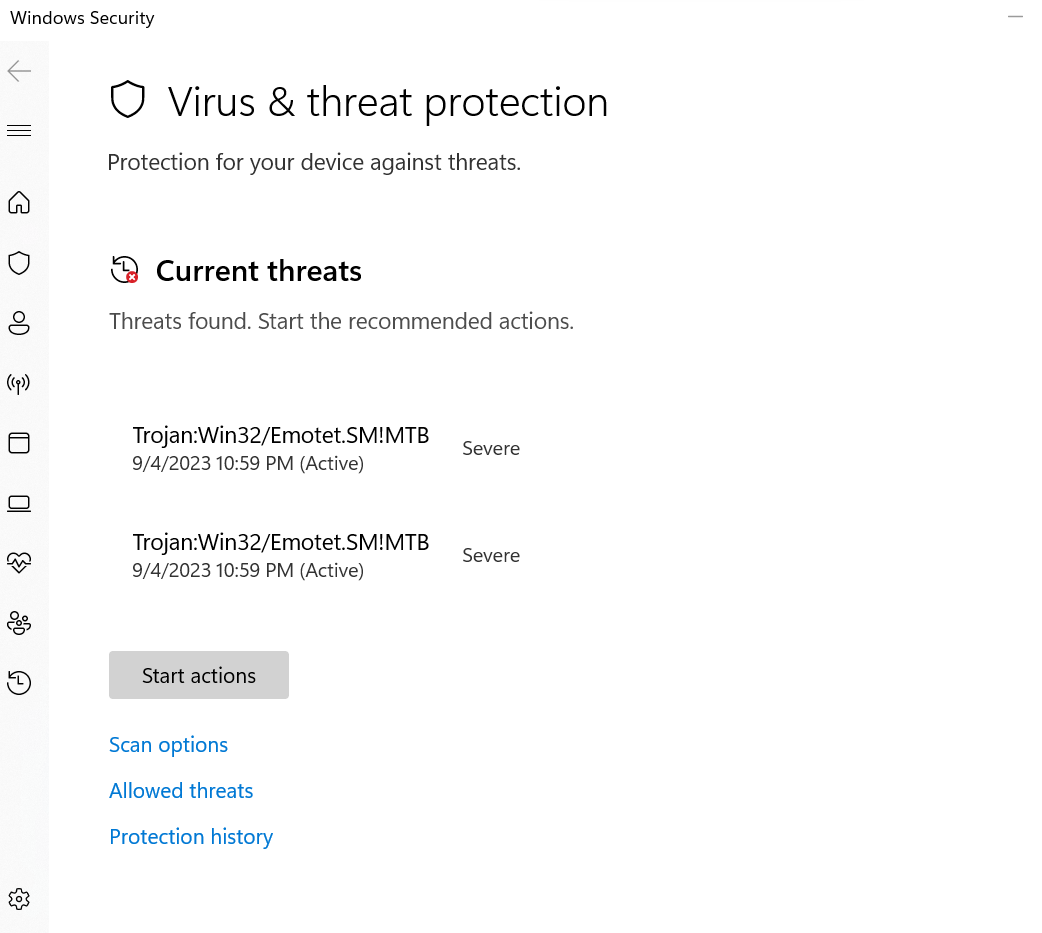 Windows Security
Virus & threat protection
Protection for your device against threats.
Current threats
Threats found. Start the recommended actions.
Trojan:Win32/Emotet.SM!MTB
9/4/2023 10:59 PM (Active)
Severe
Trojan:Win32/Emotet.SM!MTB
9/4/2023 10:59 PM (Active)
Severe
Start actions
Scan options
Allowed threats
Protection history